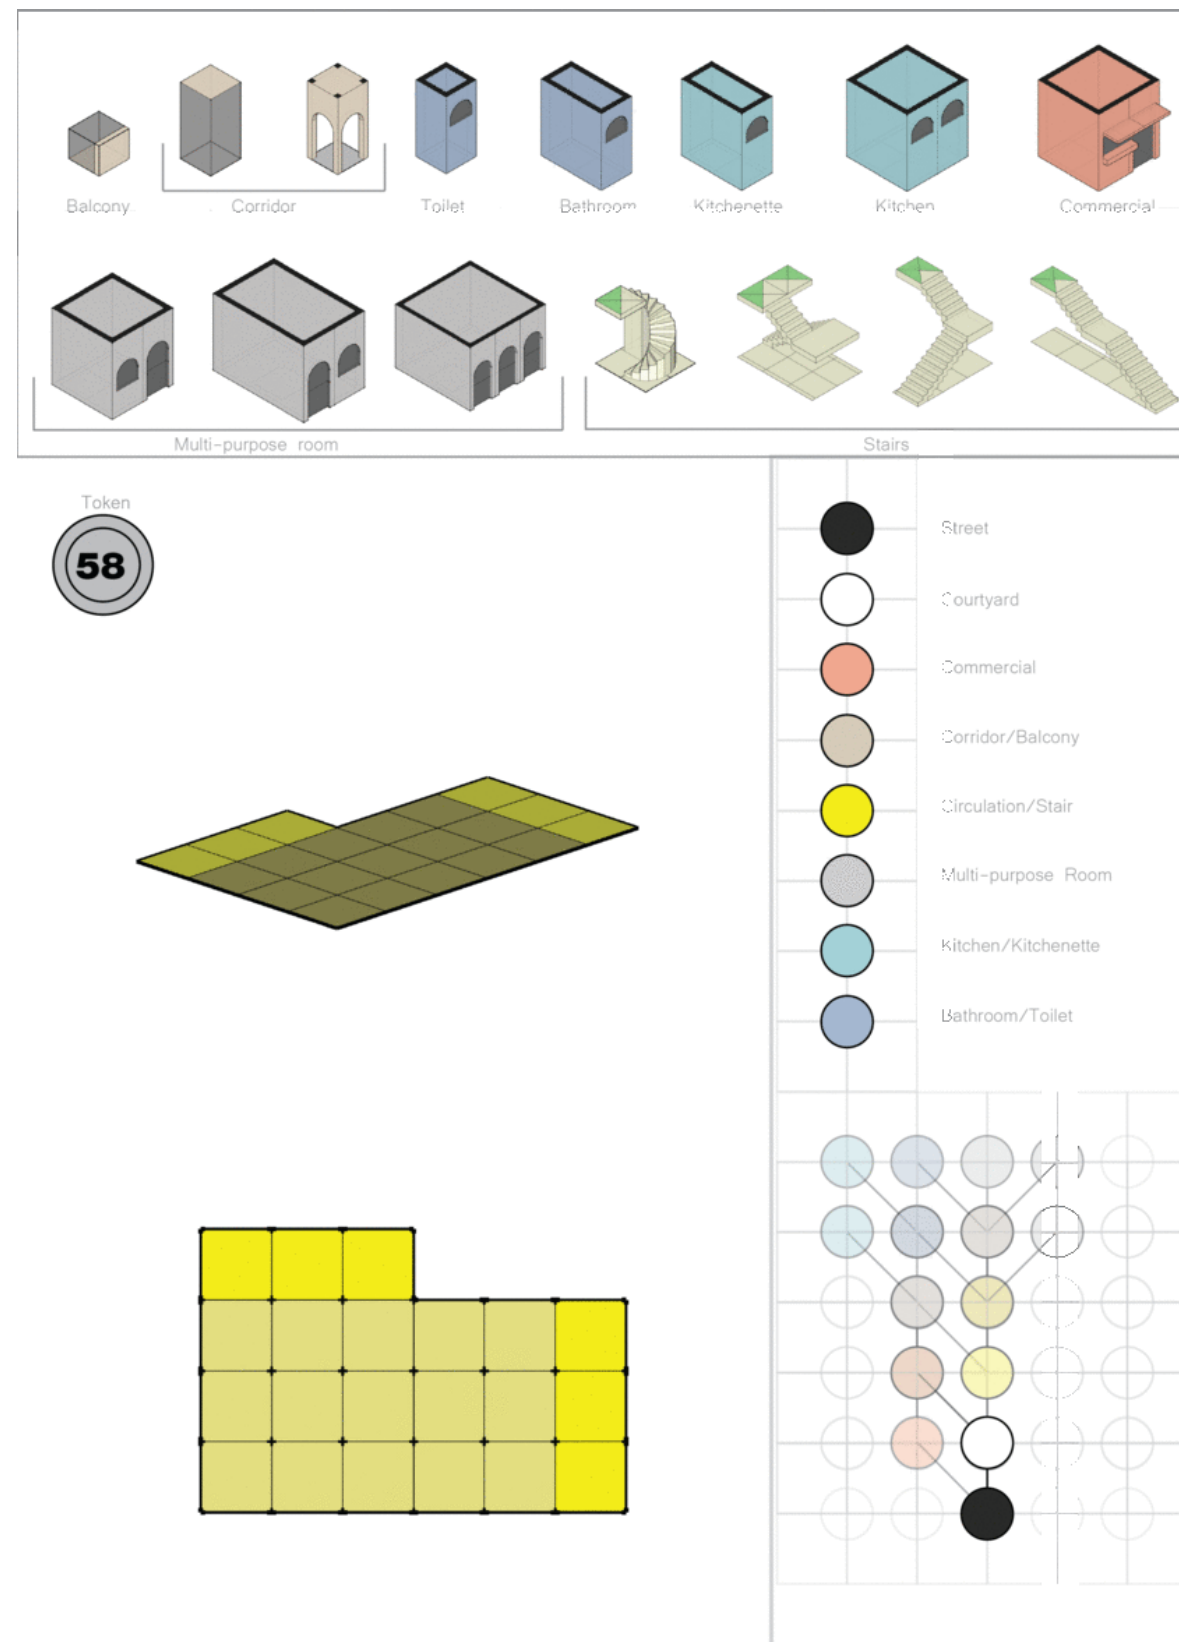 Balcony
Corridor
Toilet
Bathroom
Kitchenette
Kitchen
Commercial
Multi-purpose room
Stairs
Token
58
Street
Courtyard
Commercial
Corridor/Balcony
Circulation/Stair
Multi-purpose Room
Kitchen/Kitchenette
Bathroom/Toilet